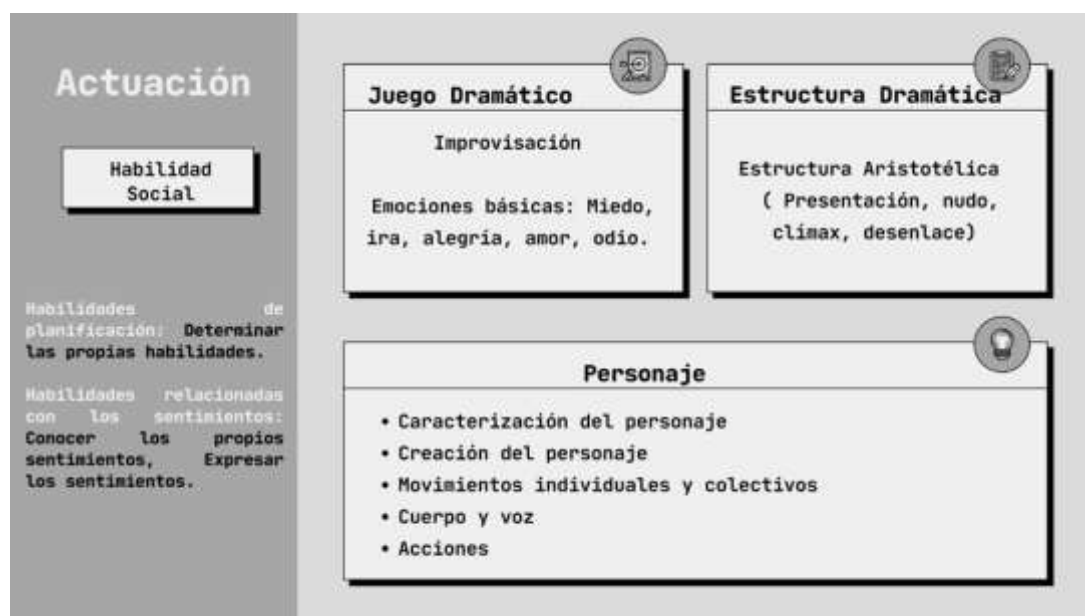 Actuación
Habilidad
Social
Habilidades de
planificación: Determinar
las propias habilidades.
Habilidades relacionadas
con los sentimientos:
Conocer los propios
sentimientos, Expresar
los sentimientos.
Juego Dramático
Improvisación
Emociones básicas: Miedo,
ira, alegría, amor, odio.
Estructura Dramática
Estructura Aristotélica
( Presentación, nudo,
clímax, desenlace)
Personaje
• Caracterización del personaje
• Creación del personaje
• Movimientos individuales y colectivos
• Cuerpo y voz
• Acciones